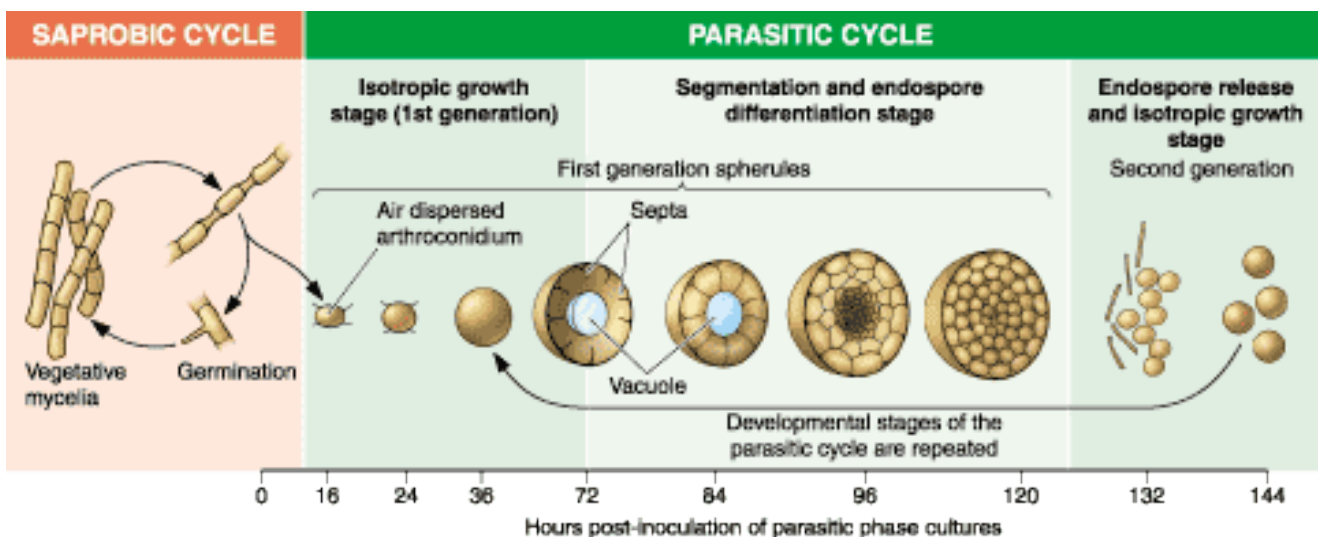 SAPROBIC CYCLE
PARASITIC CYCLE
Isotropic growth
stage (1st generation)
Segmentation and endospore
differentiation stage
Endospore release
and isotropic growth
stage
Second generation
First generation spherules
Air dispersed
arthroconidium
Septa
Vegetative
mycelia
Germination
Vacuole
Developmental stages of the
parasitic cycle are repeated
0 16 24 36 72 84 96 120 132 144
Hours post-inoculation of parasitic phase cultures